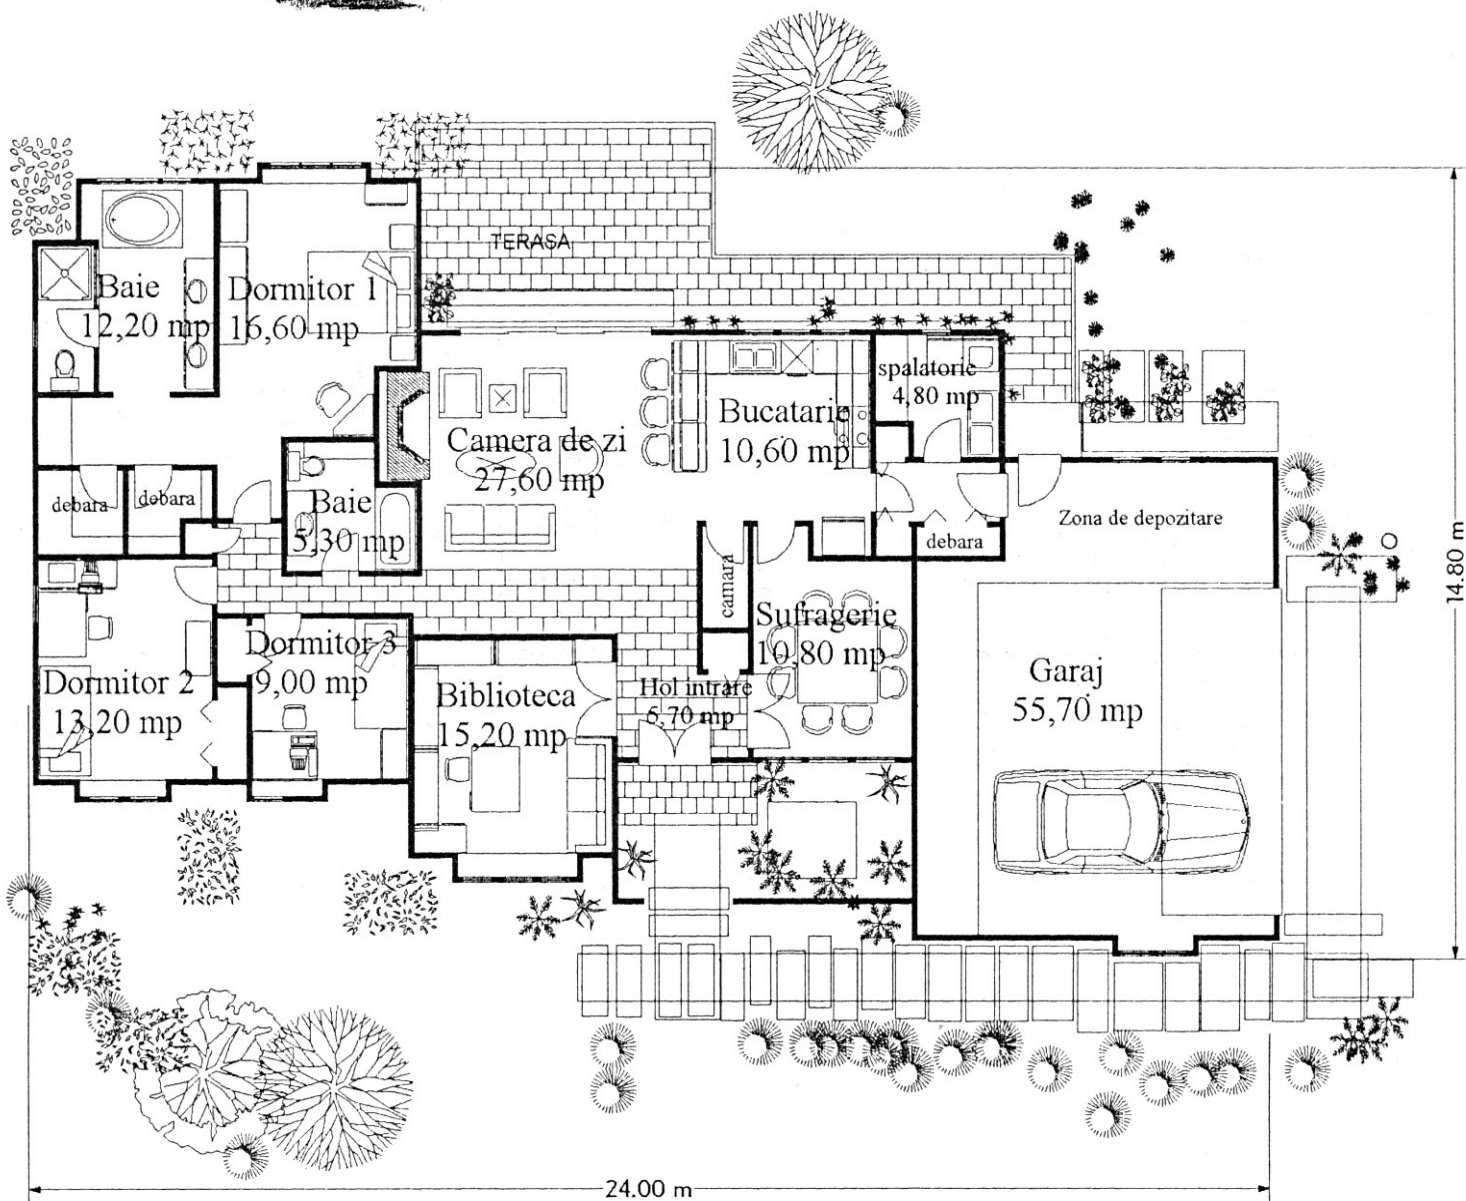 TERASA
Baie
12,20 mp
Dormitor 1
16,60 mp
spalatorie
4,80 mp
Bucatarie
10,60 mp
Camera de zi
27,60 mp
debara
debara
Baie
5,30 mp
Zona de depozitare
debara
camara
14.80 m
Sufragerie
10,80 mp
Dormitor 3
9,00 mp
Dormitor 2
13,20 mp
Biblioteca
15,20 mp
Hol intrare
6,70 mp
Garaj
55,70 mp
24.00 m